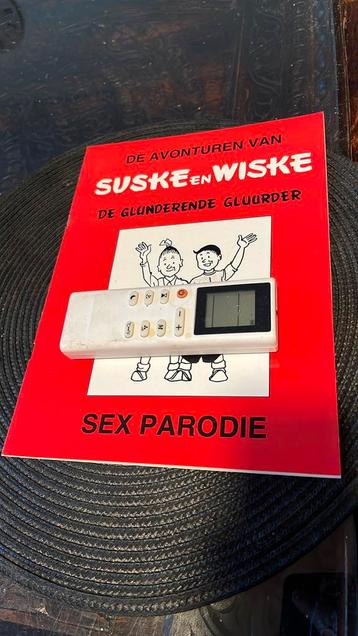 DE AVONTUREN VAN
SUSKE EN WISKE
DE GLUNDERENDE GLUURDER
SEX PARODIE